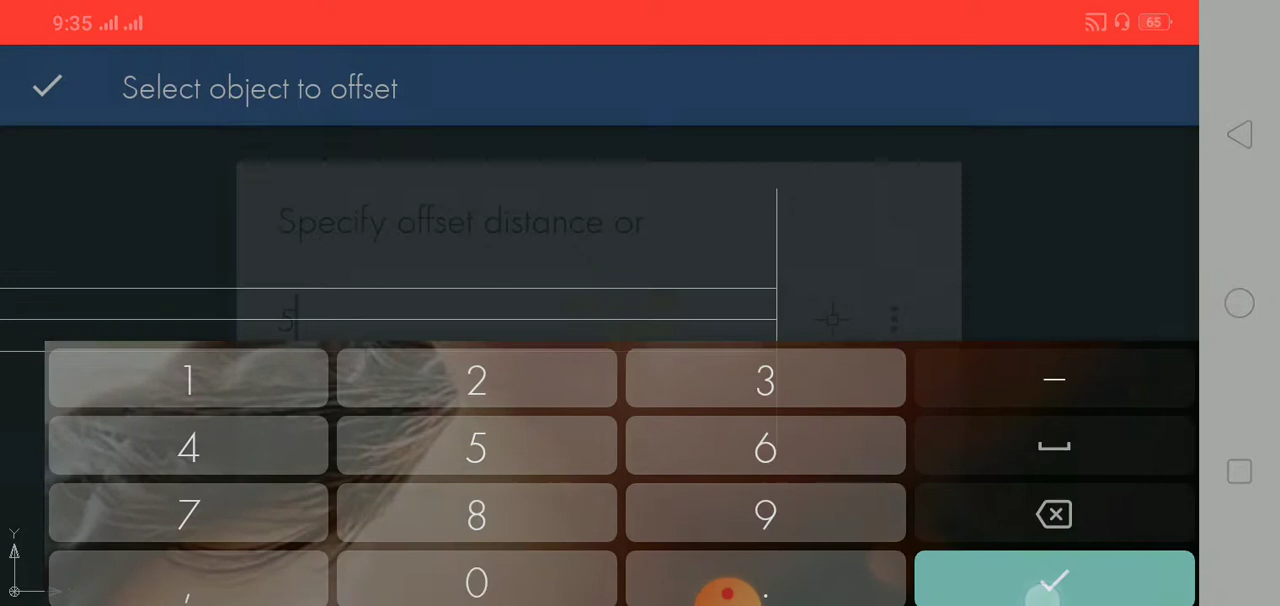 9:35
65
Select object to offset
Specify offset distance or
5
1 2 3 –
4 5 6
7 8 9
, 0 .
Y